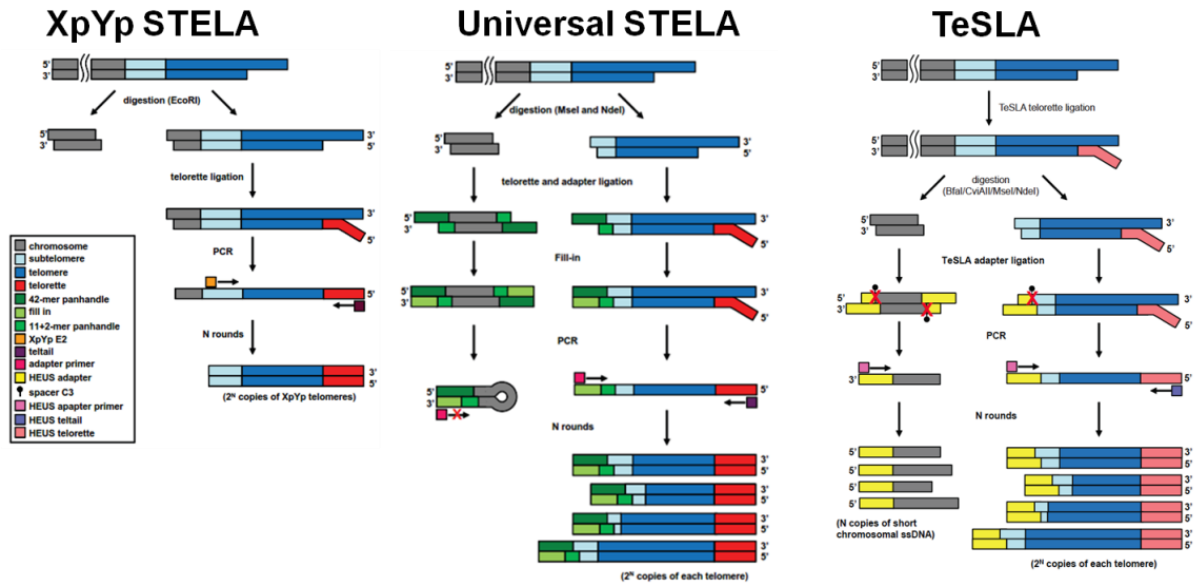 XpYp STELA
5'
3'
digestion (EcoRI)
5'
3'
3'
5'
telorette ligation
3'
5'
PCR
5'
N rounds
3'
5'
(2^N copies of XpYp telomeres)
chromosome
subtelomere
telomere
telorette
42-mer panhandle
fill in
11+2-mer panhandle
XpYp E2
teltail
adapter primer
HEUS adapter
spacer C3
HEUS apapter primer
HEUS teltail
HEUS telorette
Universal STELA
5'
3'
digestion (MseI and NdeI)
5'
3'
3'
5'
telorette and adapter ligation
3'
5'
Fill-in
3'
5'
PCR
5'
3'
5'
N rounds
3'
5'
3'
5'
3'
5'
3'
5'
(2^N copies of each telomere)
TeSLA
5'
3'
TeSLA telorette ligation
5'
3'
digestion
(BfaI/CviAII/MseI/NdeI)
5'
3'
3'
5'
TeSLA adapter ligation
5'
3'
3'
5'
PCR
3'
5'
N rounds
5'
5'
5'
5'
(N copies of short
chromosomal ssDNA)
3'
5'
3'
5'
3'
5'
3'
5'
(2^N copies of each telomere)